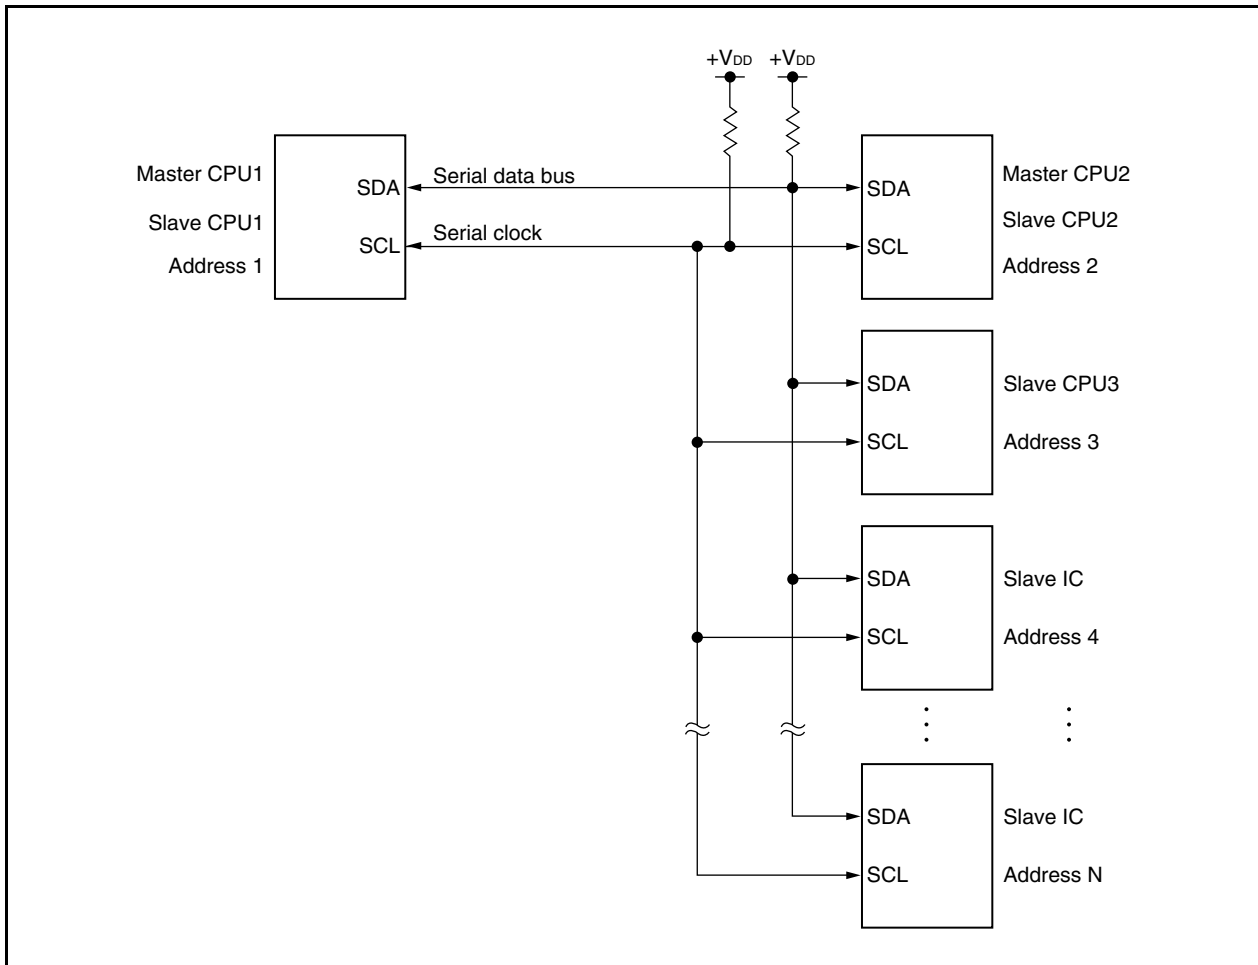 +VDD +VDD
Master CPU1
Slave CPU1
Address 1
SDA
SCL
Serial data bus
Serial clock
SDA
SCL
Master CPU2
Slave CPU2
Address 2
SDA
SCL
Slave CPU3
Address 3
SDA
SCL
Slave IC
Address 4
SDA
SCL
Slave IC
Address N